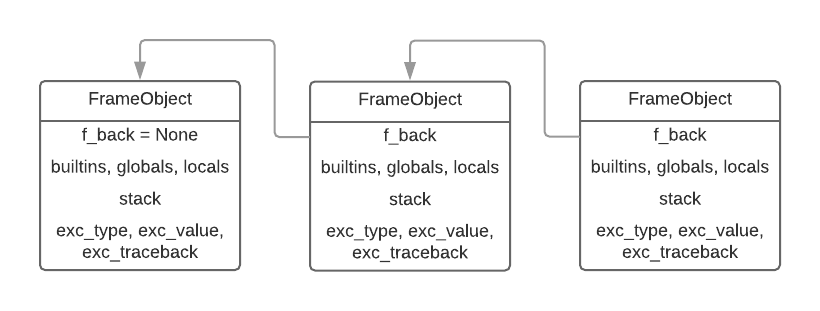 FrameObject
f_back = None
builtins, globals, locals
stack
exc_type, exc_value,
exc_traceback
FrameObject
f_back
builtins, globals, locals
stack
exc_type, exc_value,
exc_traceback
FrameObject
f_back
builtins, globals, locals
stack
exc_type, exc_value,
exc_traceback